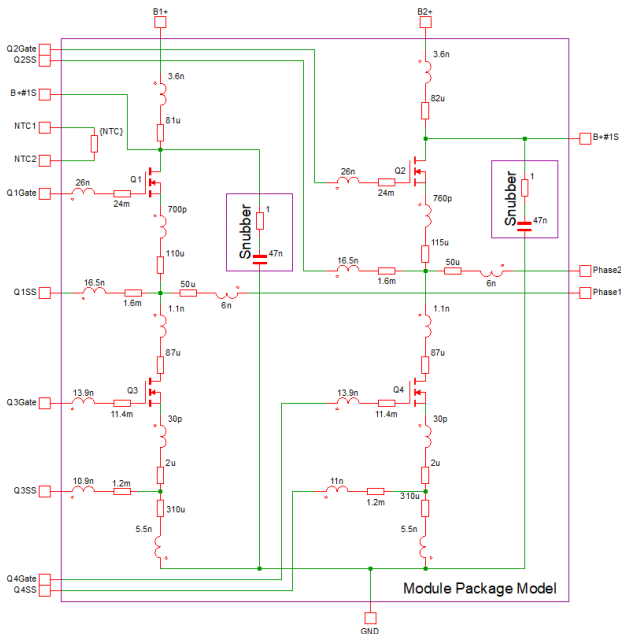 B1+ B2+
Q2Gate
Q2SS
3.6n 3.6n
B+#1S
81u 82u
NTC1 {NTC}
B+#1S
NTC2
Q1 Q2
Snubber 1 47n
Snubber 1 47n
Q1Gate 26n 24m
26n 24m
700p 760p
110u 115u
16.5n 1.6m 50u 6n Phase2
Q1SS 16.5n 1.6m 50u 6n Phase1
1.1n 1.1n
87u 87u
Q3 Q4
Q3Gate 13.9n 11.4m
13.9n 11.4m
30p 30p
2u 2u
Q3SS 10.9n 1.2m
11n 1.2m
310u 310u
5.5n 5.5n
Q4Gate
Q4SS
Module Package Model
GND